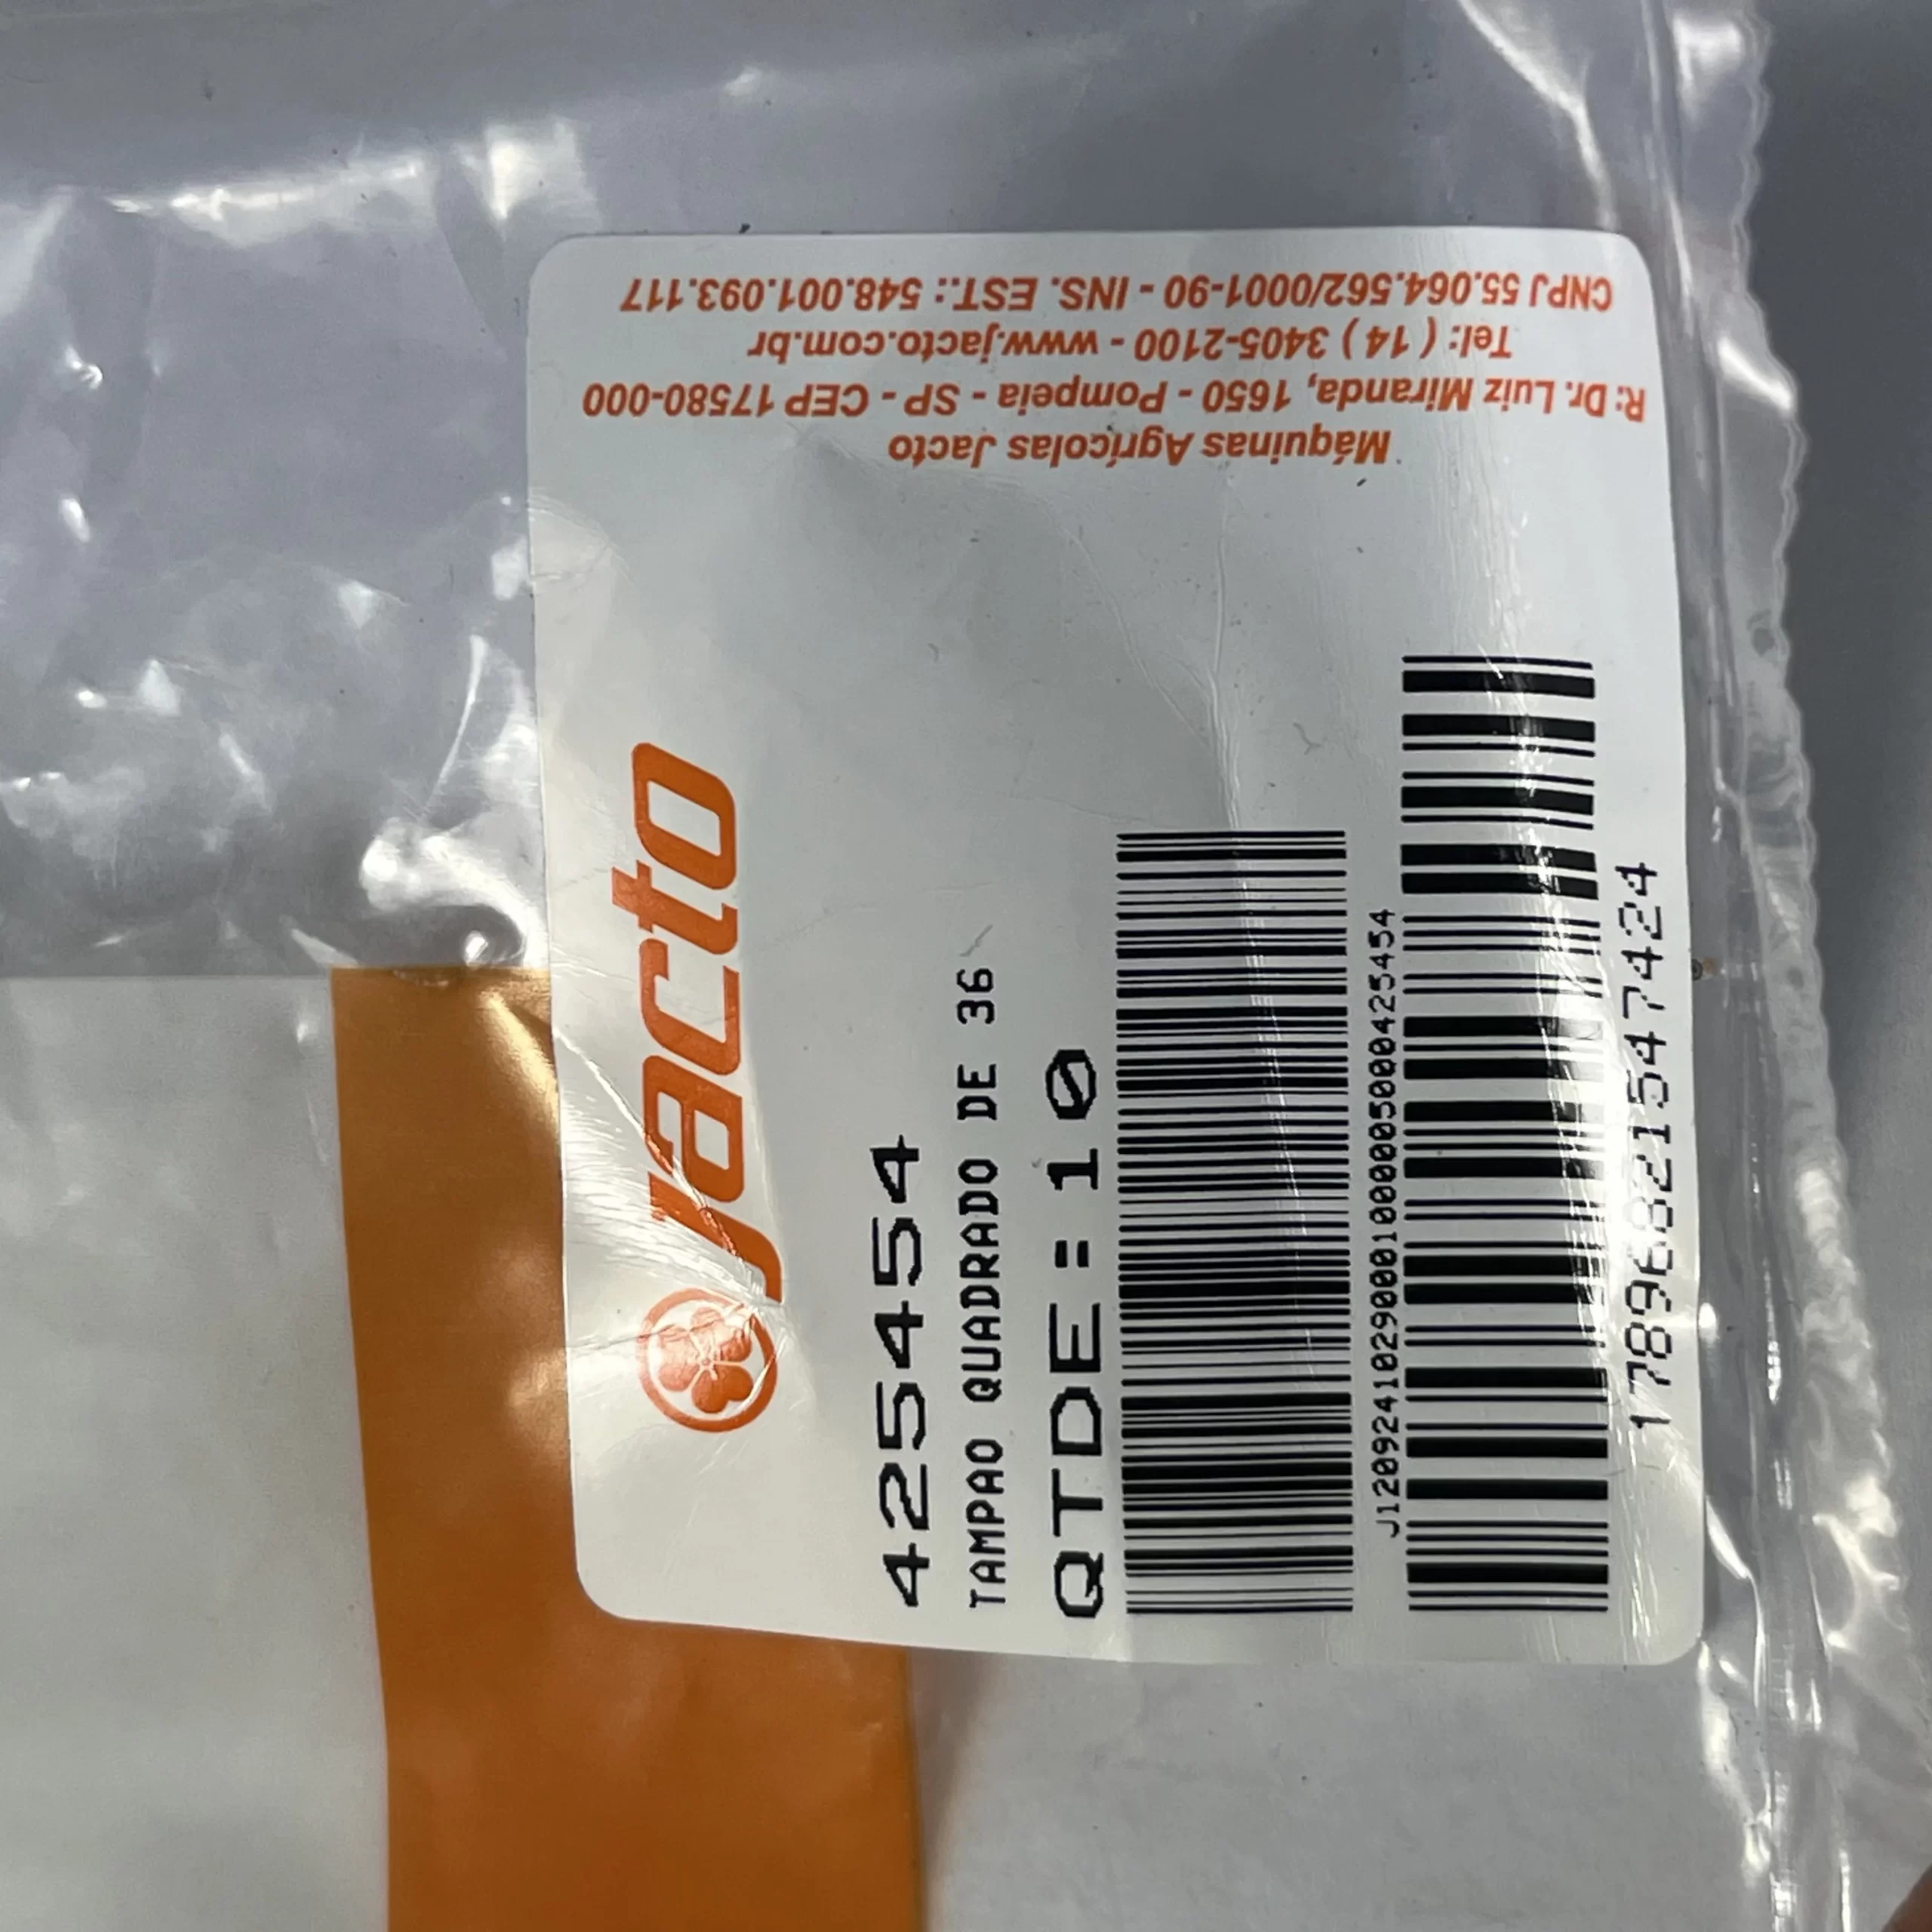 jacto
425454
TAMPAO QUADRADO DE 36
QTDE = 10
J1209241029000100000500042​5454
17896821547424
Máquinas Agrícolas Jacto
R: Dr. Luiz Miranda, 1650 - Pompeia - SP - CEP 17580-000
Tel: ( 14 ) 3405-2100 - www.jacto.com.br
CNPJ 55.064.562/0001-90 - INS. EST.: 548.001.093.117